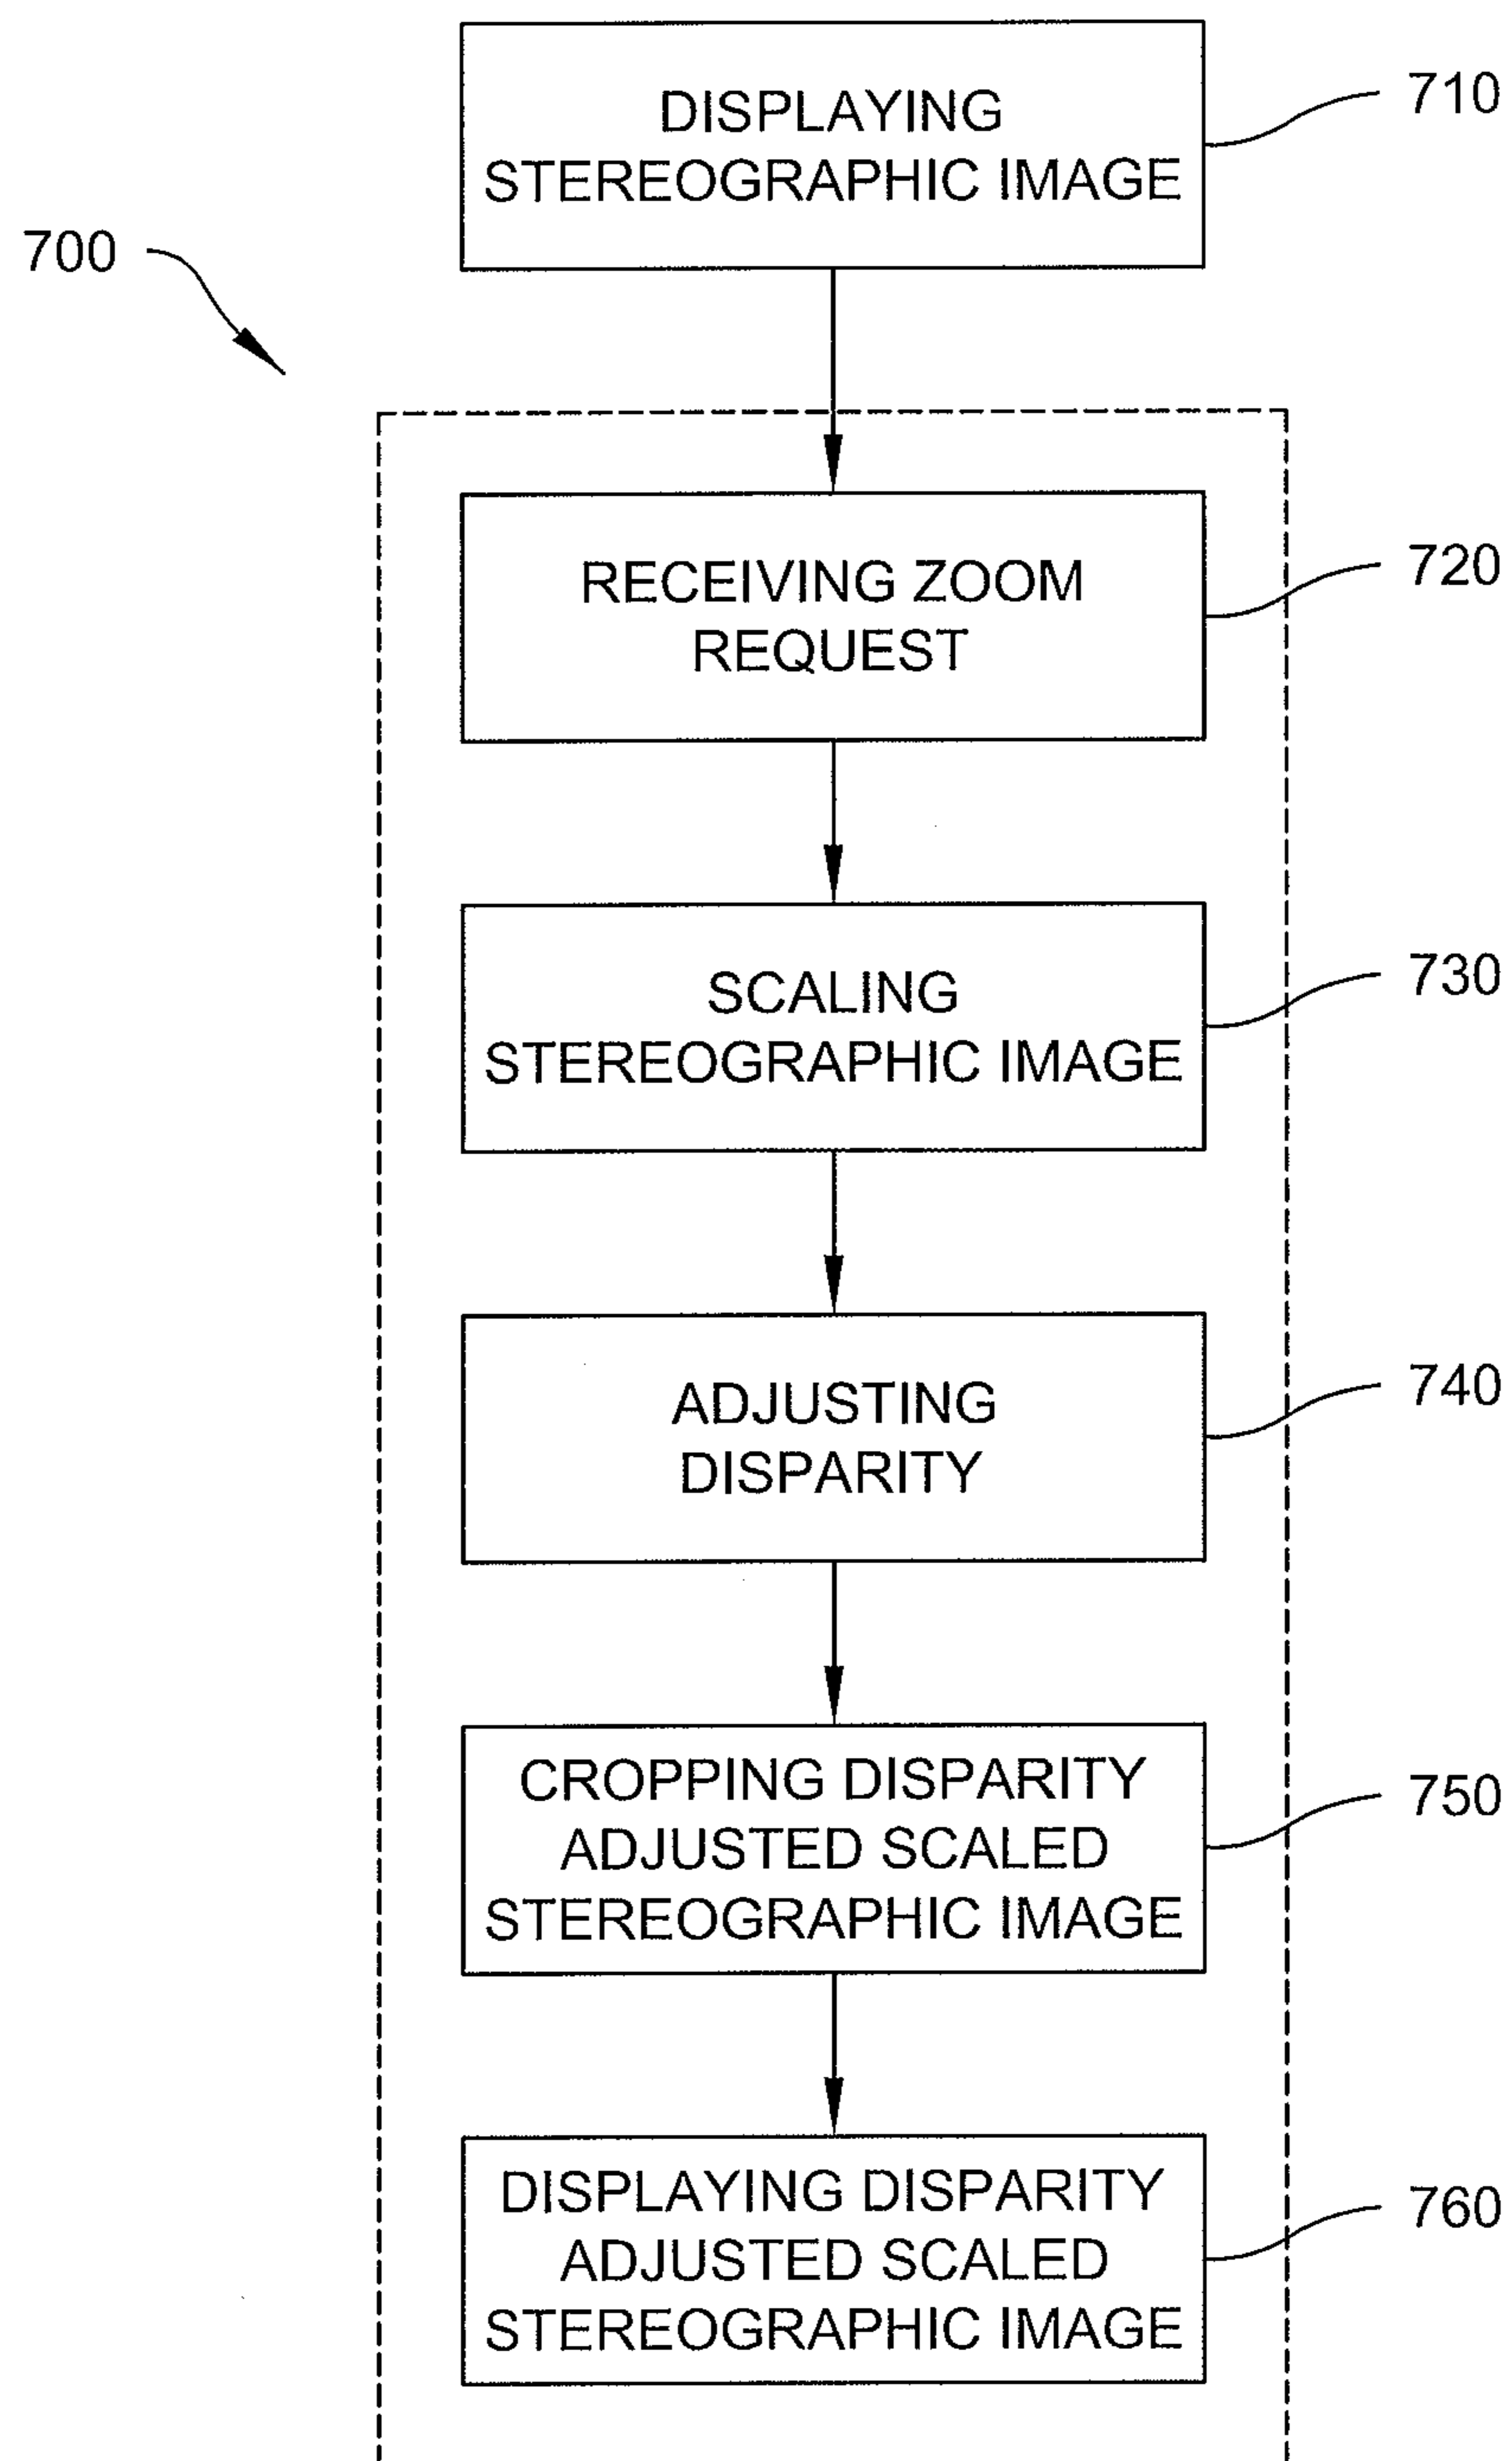 DISPLAYING
STEREOGRAPHIC IMAGE
710
700
RECEIVING ZOOM
REQUEST
720
SCALING
STEREOGRAPHIC IMAGE
730
ADJUSTING
DISPARITY
740
CROPPING DISPARITY
ADJUSTED SCALED
STEREOGRAPHIC IMAGE
750
DISPLAYING DISPARITY
ADJUSTED SCALED
STEREOGRAPHIC IMAGE
760